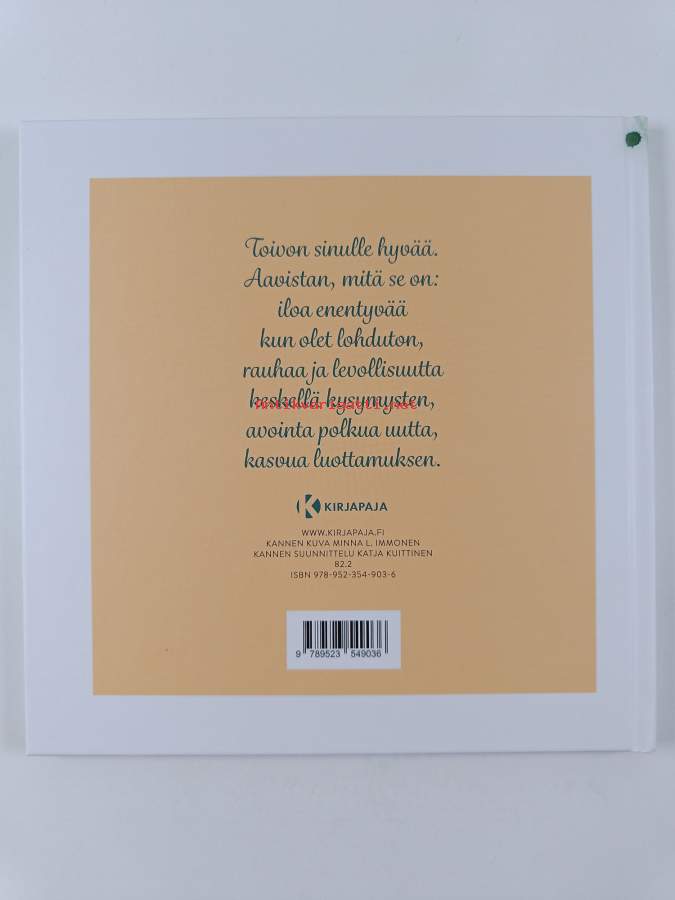 Toivon sinulle hyvää.
Aavistan, mitä se on:
iloa enentyvää
kun olet lohduton,
rauhaa ja levollisuutta
keskellä kysymysten,
Antikvariaatti.net
avointa polkua uutta,
kasvua luottamuksen.
KIRJAPAJA
WWW.KIRJAPAJA.FI
KANNEN KUVA MINNA L. IMMONEN
KANNEN SUUNNITTELU KATJA KUITTINEN
82.2
ISBN 978-952-354-903-6
9 789523 549036